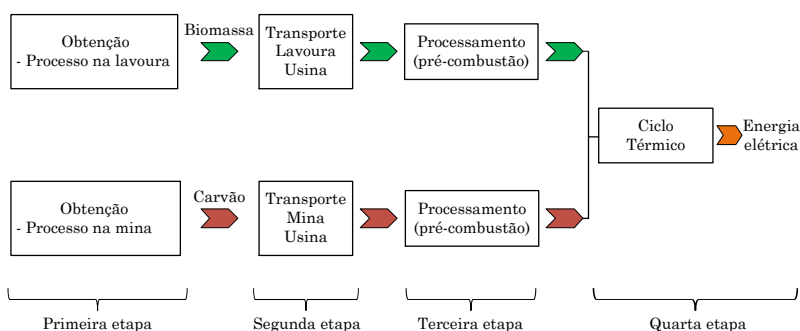 Obtenção
- Processo na lavoura
Biomassa
Transporte
Lavoura
Usina
Processamento
(pré-combustão)
Ciclo
Térmico
Energia
elétrica
Obtenção
- Processo na mina
Carvão
Transporte
Mina
Usina
Processamento
(pré-combustão)
Primeira etapa
Segunda etapa
Terceira etapa
Quarta etapa